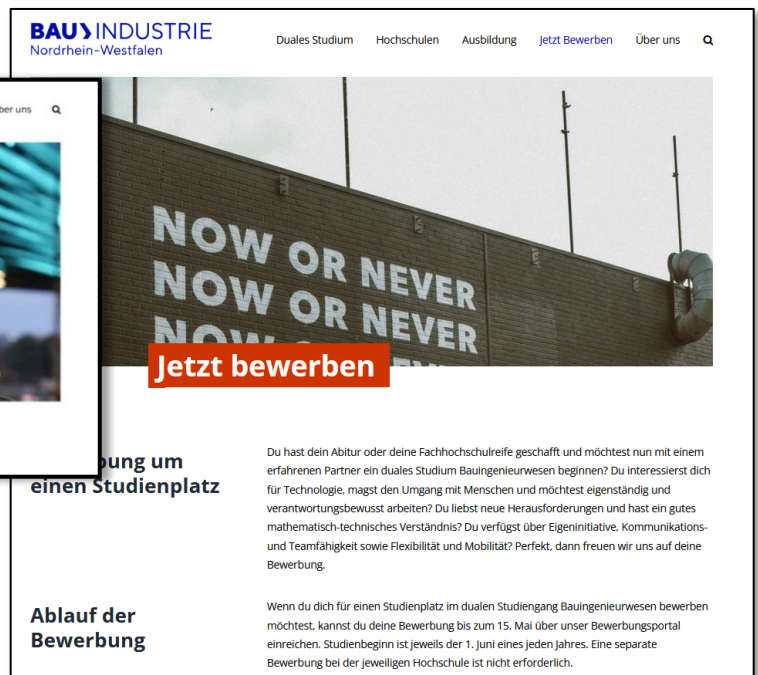 BAU INDUSTRIE
Nordrhein-Westfalen
Duales Studium Hochschulen Ausbildung Jetzt Bewerben Über uns
uns
NOW OR NEVER
NOW OR NEVER
NOW
Jetzt bewerben
um
einen Studienplatz
Du hast dein Abitur oder deine Fachhochschulreife geschafft und möchtest nun mit einem
erfahrenen Partner ein duales Studium Bauingenieurwesen beginnen? Du interessierst dich
für Technologie, magst den Umgang mit Menschen und möchtest eigenständig und
verantwortungsbewusst arbeiten? Du liebst neue Herausforderungen und hast ein gutes
mathematisch-technisches Verständnis? Du verfügst über Eigeninitiative, Kommunikations-
und Teamfähigkeit sowie Flexibilität und Mobilität? Perfekt, dann freuen wir uns auf deine
Bewerbung.
Ablauf der
Bewerbung
Wenn du dich für einen Studienplatz im dualen Studiengang Bauingenieurwesen bewerben
möchtest, kannst du deine Bewerbung bis zum 15. Mai über unser Bewerbungsportal
einreichen. Studienbeginn ist jeweils der 1. Juni eines jeden Jahres. Eine separate
Bewerbung bei der jeweiligen Hochschule ist nicht erforderlich.